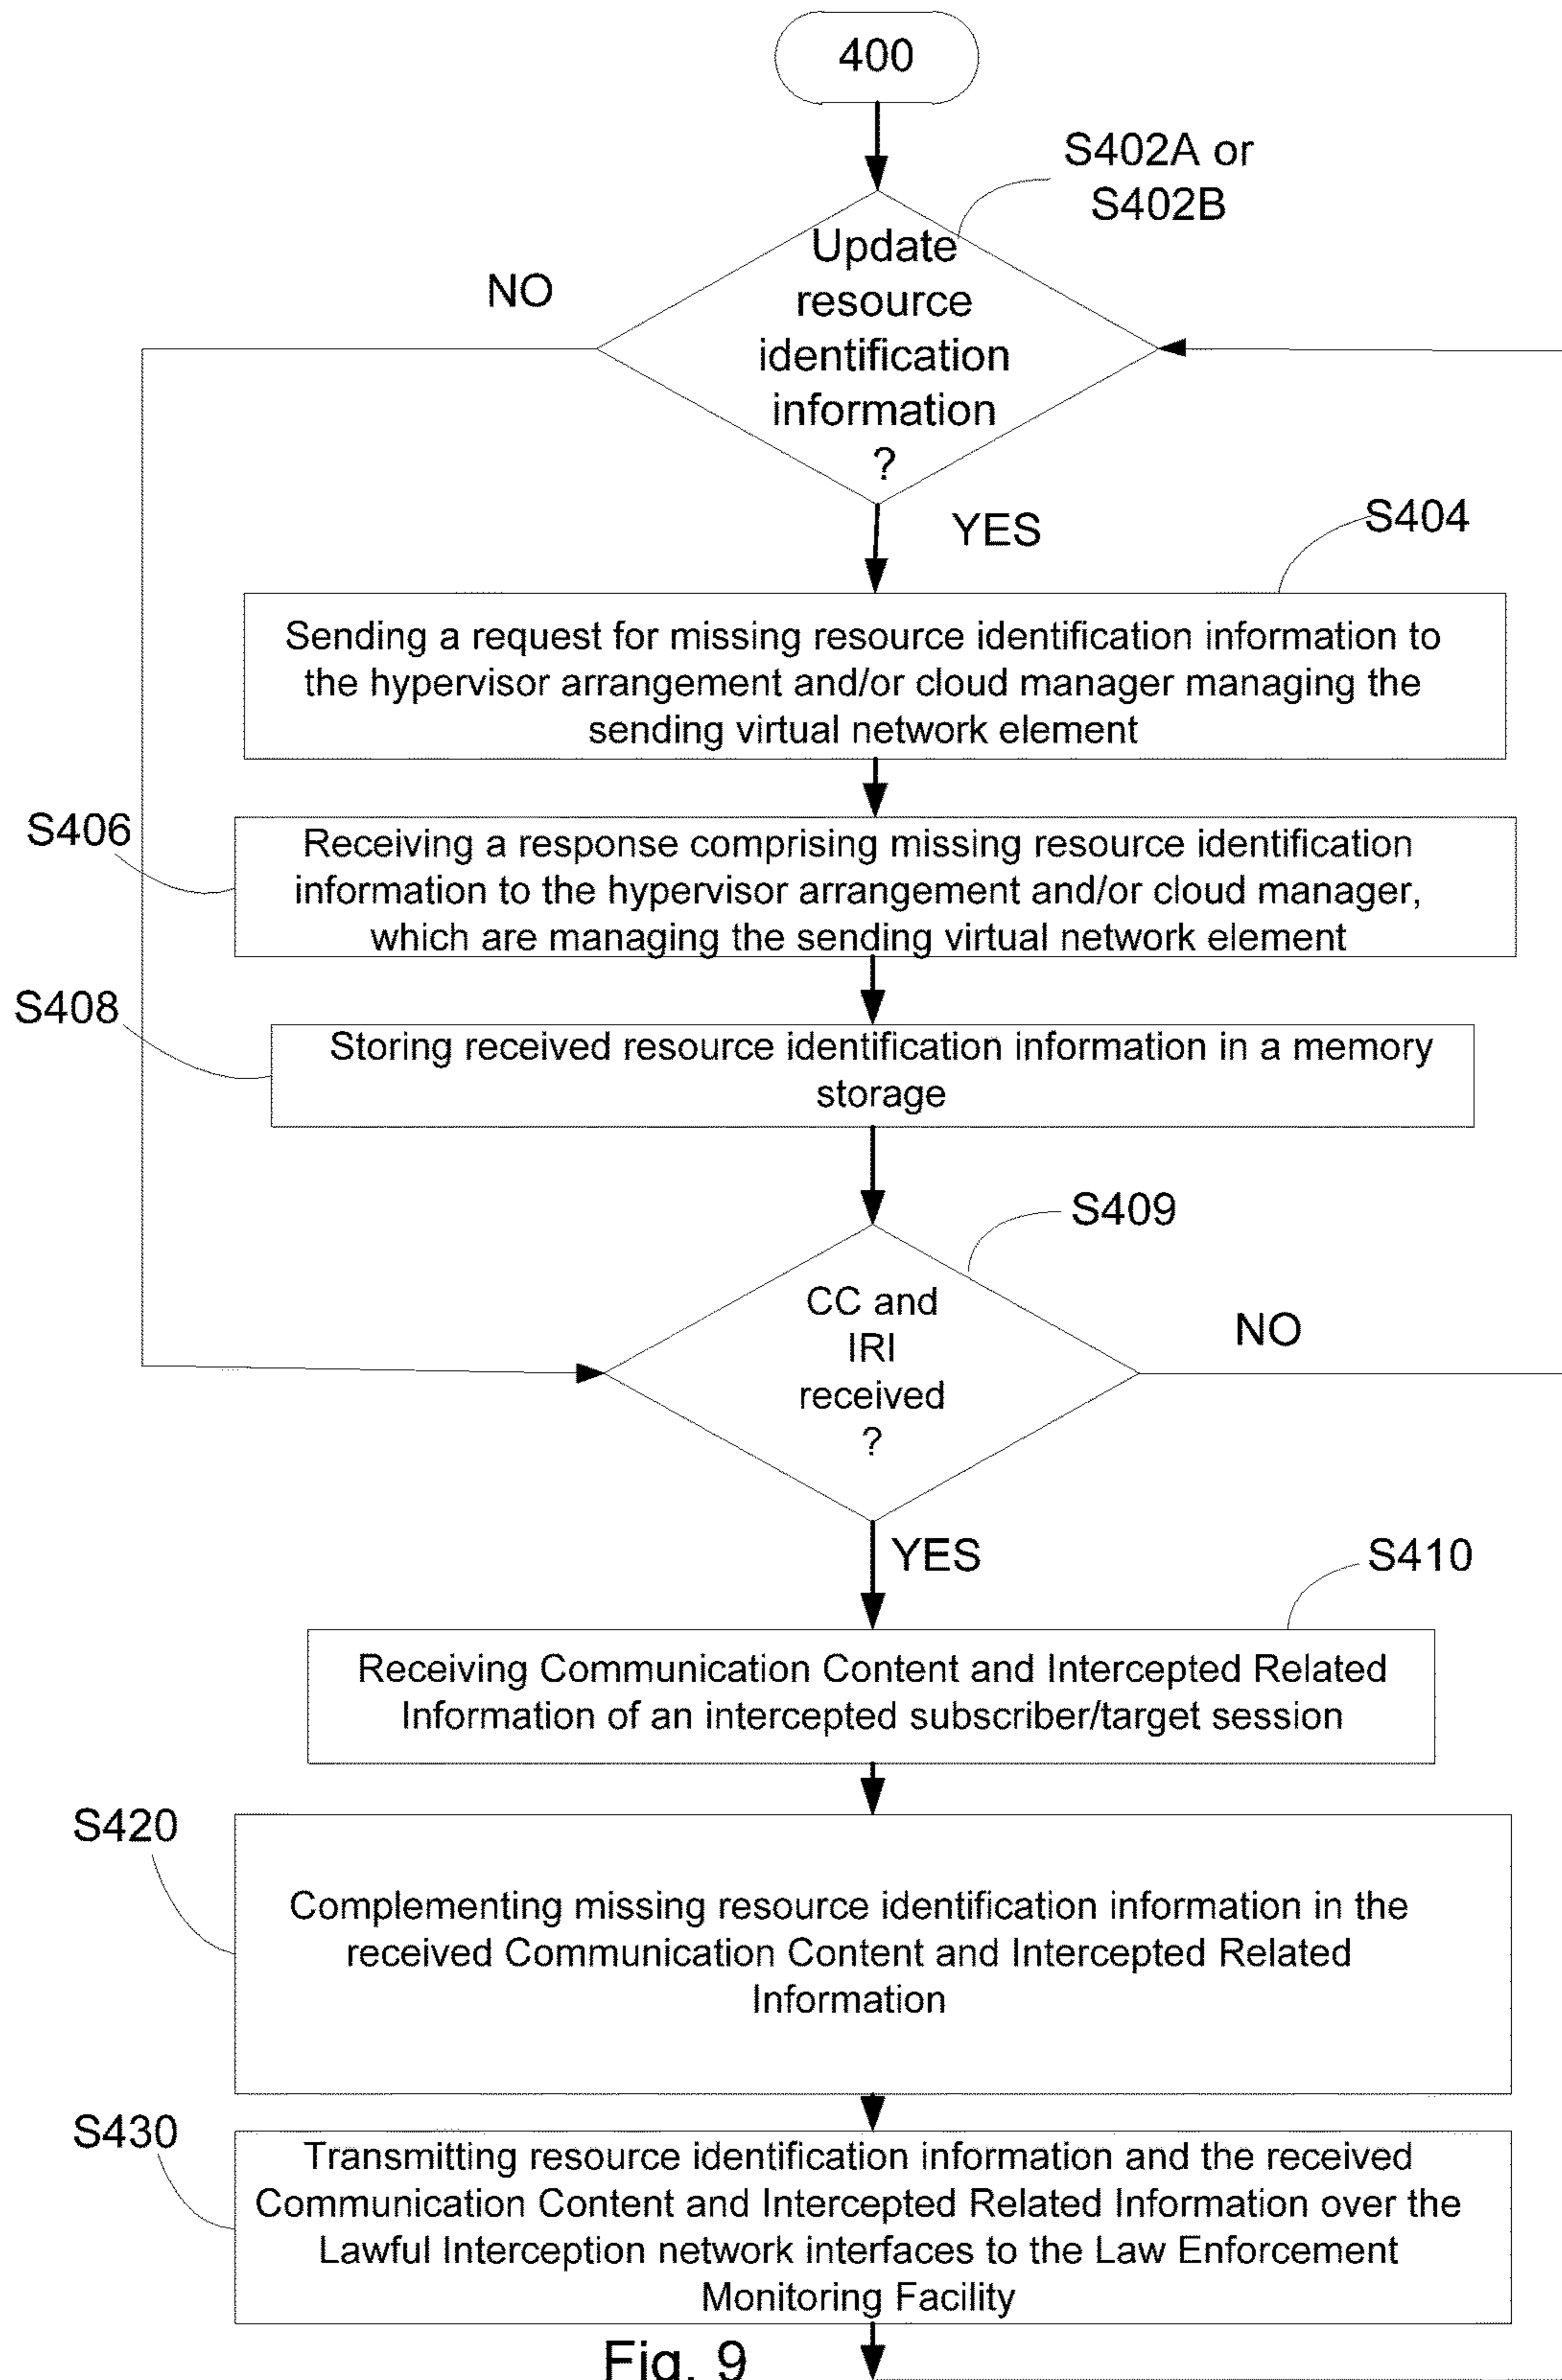 400
S402A or
S402B
Update
resource
identification
information
?
NO
YES
S404
Sending a request for missing resource identification information to
the hypervisor arrangement and/or cloud manager managing the
sending virtual network element
S406
Receiving a response comprising missing resource identification
information to the hypervisor arrangement and/or cloud manager,
which are managing the sending virtual network element
S408
Storing received resource identification information in a memory
storage
S409
CC and
IRI
received
?
NO
YES
S410
Receiving Communication Content and Intercepted Related
Information of an intercepted subscriber/target session
S420
Complementing missing resource identification information in the
received Communication Content and Intercepted Related
Information
S430
Transmitting resource identification information and the received
Communication Content and Intercepted Related Information over the
Lawful Interception network interfaces to the Law Enforcement
Monitoring Facility
Fig. 9